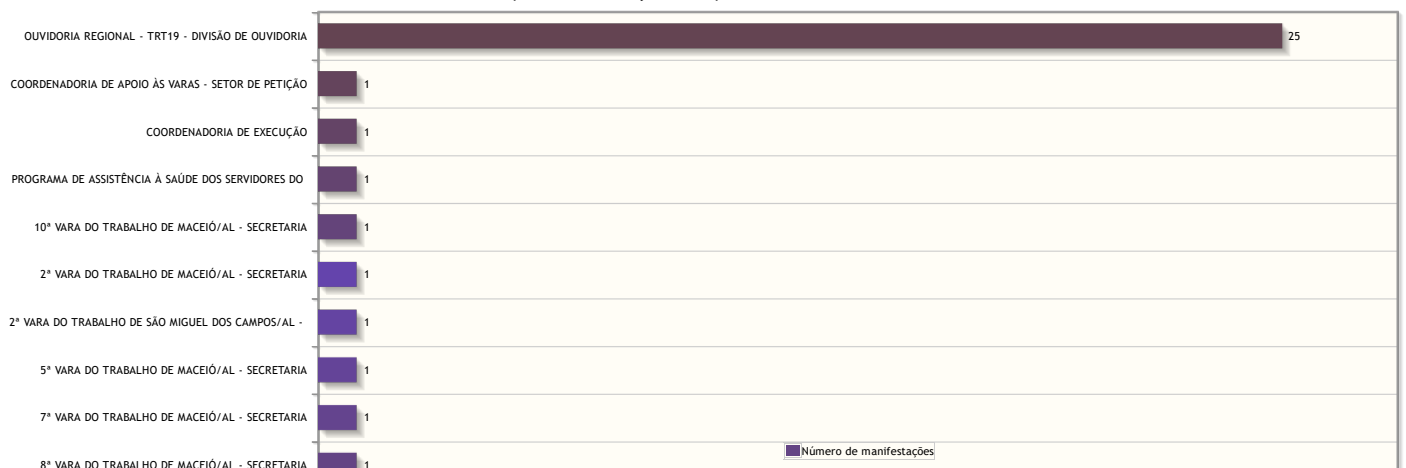 OUVIDORIA REGIONAL - TRT19 - DIVISÃO DE OUVIDORIA 25
COORDENADORIA DE APOIO ÀS VARAS - SETOR DE PETIÇÃO 1
COORDENADORIA DE EXECUÇÃO 1
PROGRAMA DE ASSISTÊNCIA À SAÚDE DOS SERVIDORES DO 1
10ª VARA DO TRABALHO DE MACEIÓ/AL - SECRETARIA 1
2ª VARA DO TRABALHO DE MACEIÓ/AL - SECRETARIA 1
2ª VARA DO TRABALHO DE SÃO MIGUEL DOS CAMPOS/AL - 1
5ª VARA DO TRABALHO DE MACEIÓ/AL - SECRETARIA 1
7ª VARA DO TRABALHO DE MACEIÓ/AL - SECRETARIA 1
Número de manifestações
8ª VARA DO TRABALHO DE MACEIÓ/AL - SECRETARIA 1